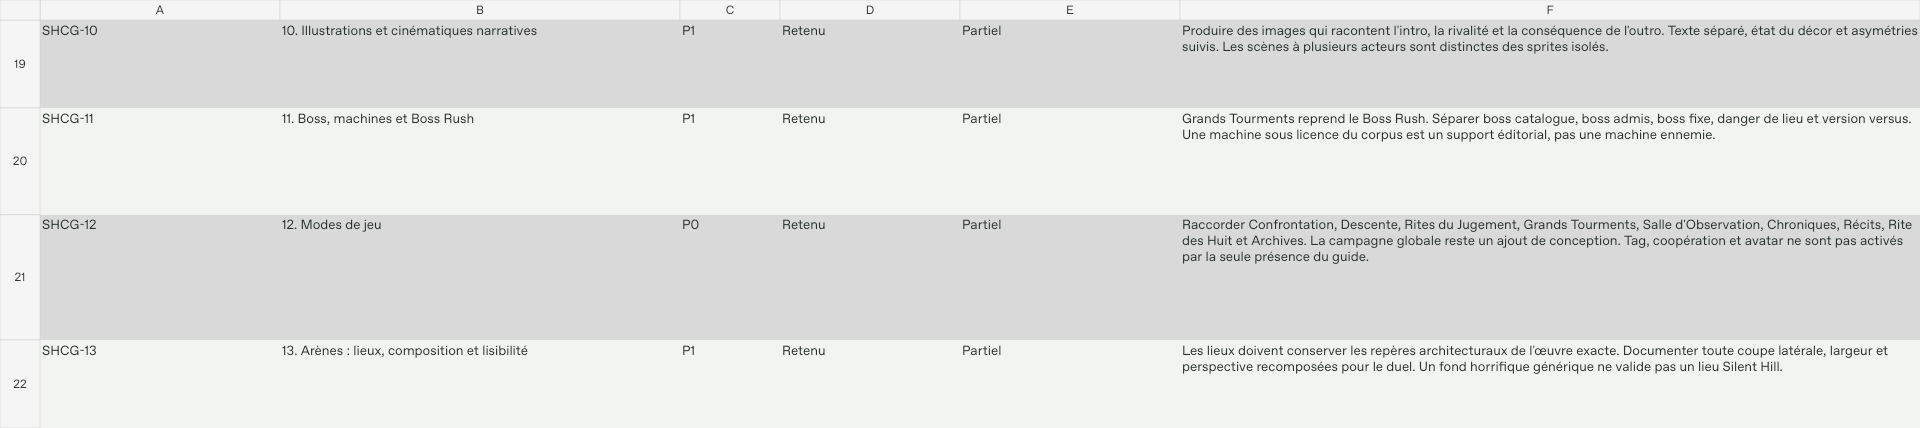 A B C D E F
19 SHCG-10 10. Illustrations et cinématiques narratives P1 Retenu Partiel Produire des images qui racontent l'intro, la rivalité et la conséquence de l'outro. Texte séparé, état du décor et asymétries
suivis. Les scènes à plusieurs acteurs sont distinctes des sprites isolés.
20 SHCG-11 11. Boss, machines et Boss Rush P1 Retenu Partiel Grands Tourments reprend le Boss Rush. Séparer boss catalogue, boss admis, boss fixe, danger de lieu et version versus.
Une machine sous licence du corpus est un support éditorial, pas une machine ennemie.
21 SHCG-12 12. Modes de jeu P0 Retenu Partiel Raccorder Confrontation, Descente, Rites du Jugement, Grands Tourments, Salle d'Observation, Chroniques, Récits, Rite
des Huit et Archives. La campagne globale reste un ajout de conception. Tag, coopération et avatar ne sont pas activés
par la seule présence du guide.
22 SHCG-13 13. Arènes : lieux, composition et lisibilité P1 Retenu Partiel Les lieux doivent conserver les repères architecturaux de l'œuvre exacte. Documenter toute coupe latérale, largeur et
perspective recomposées pour le duel. Un fond horrifique générique ne valide pas un lieu Silent Hill.